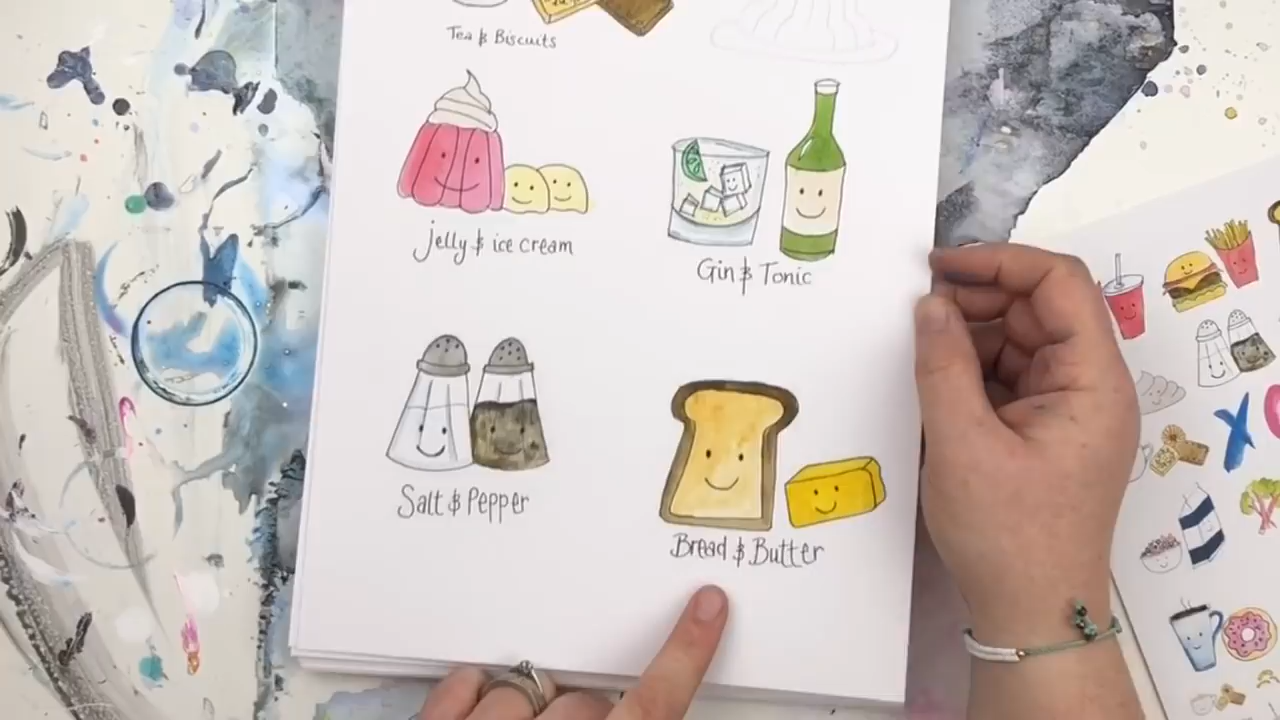 Tea & Biscuits
Jelly & ice cream
Gin & Tonic
Salt & Pepper
Bread & Butter